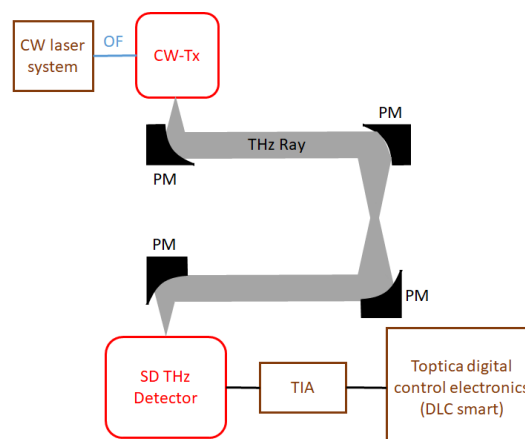 CW laser
system
OF
CW-Tx
PM
THz Ray
PM
PM
PM
SD THz
Detector
TIA
Toptica digital
control electronics
(DLC smart)